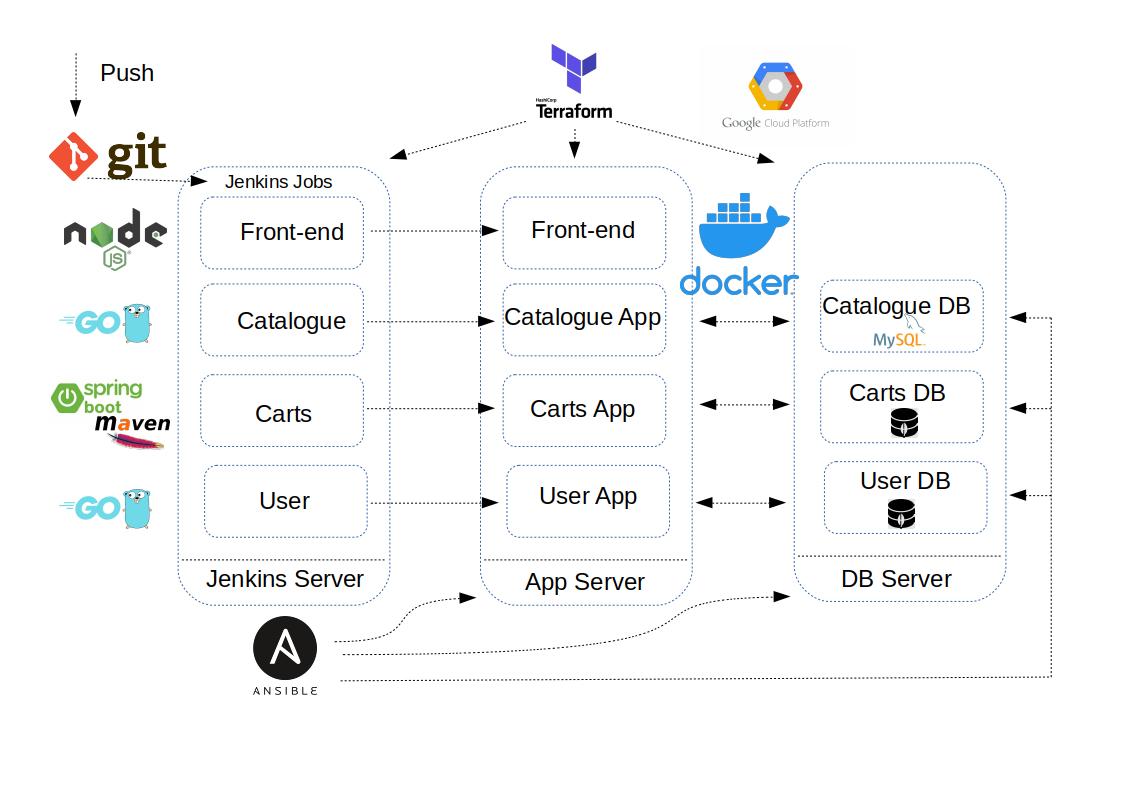 Push
HashiCorp
Terraform
Google Cloud Platform
git
Jenkins Jobs
node
JS
Front-end
Front-end
docker
GO
Catalogue
Catalogue App
Catalogue DB
MySQL
spring
boot
maven
Carts
Carts App
Carts DB
GO
User
User App
User DB
Jenkins Server
App Server
DB Server
ANSIBLE